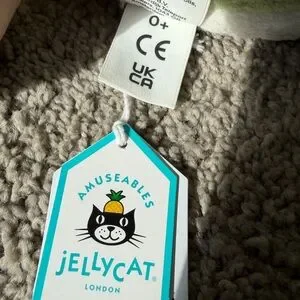 0+
CE
UK
CA
AMUSEABLES
jELLYCAT®
LONDON